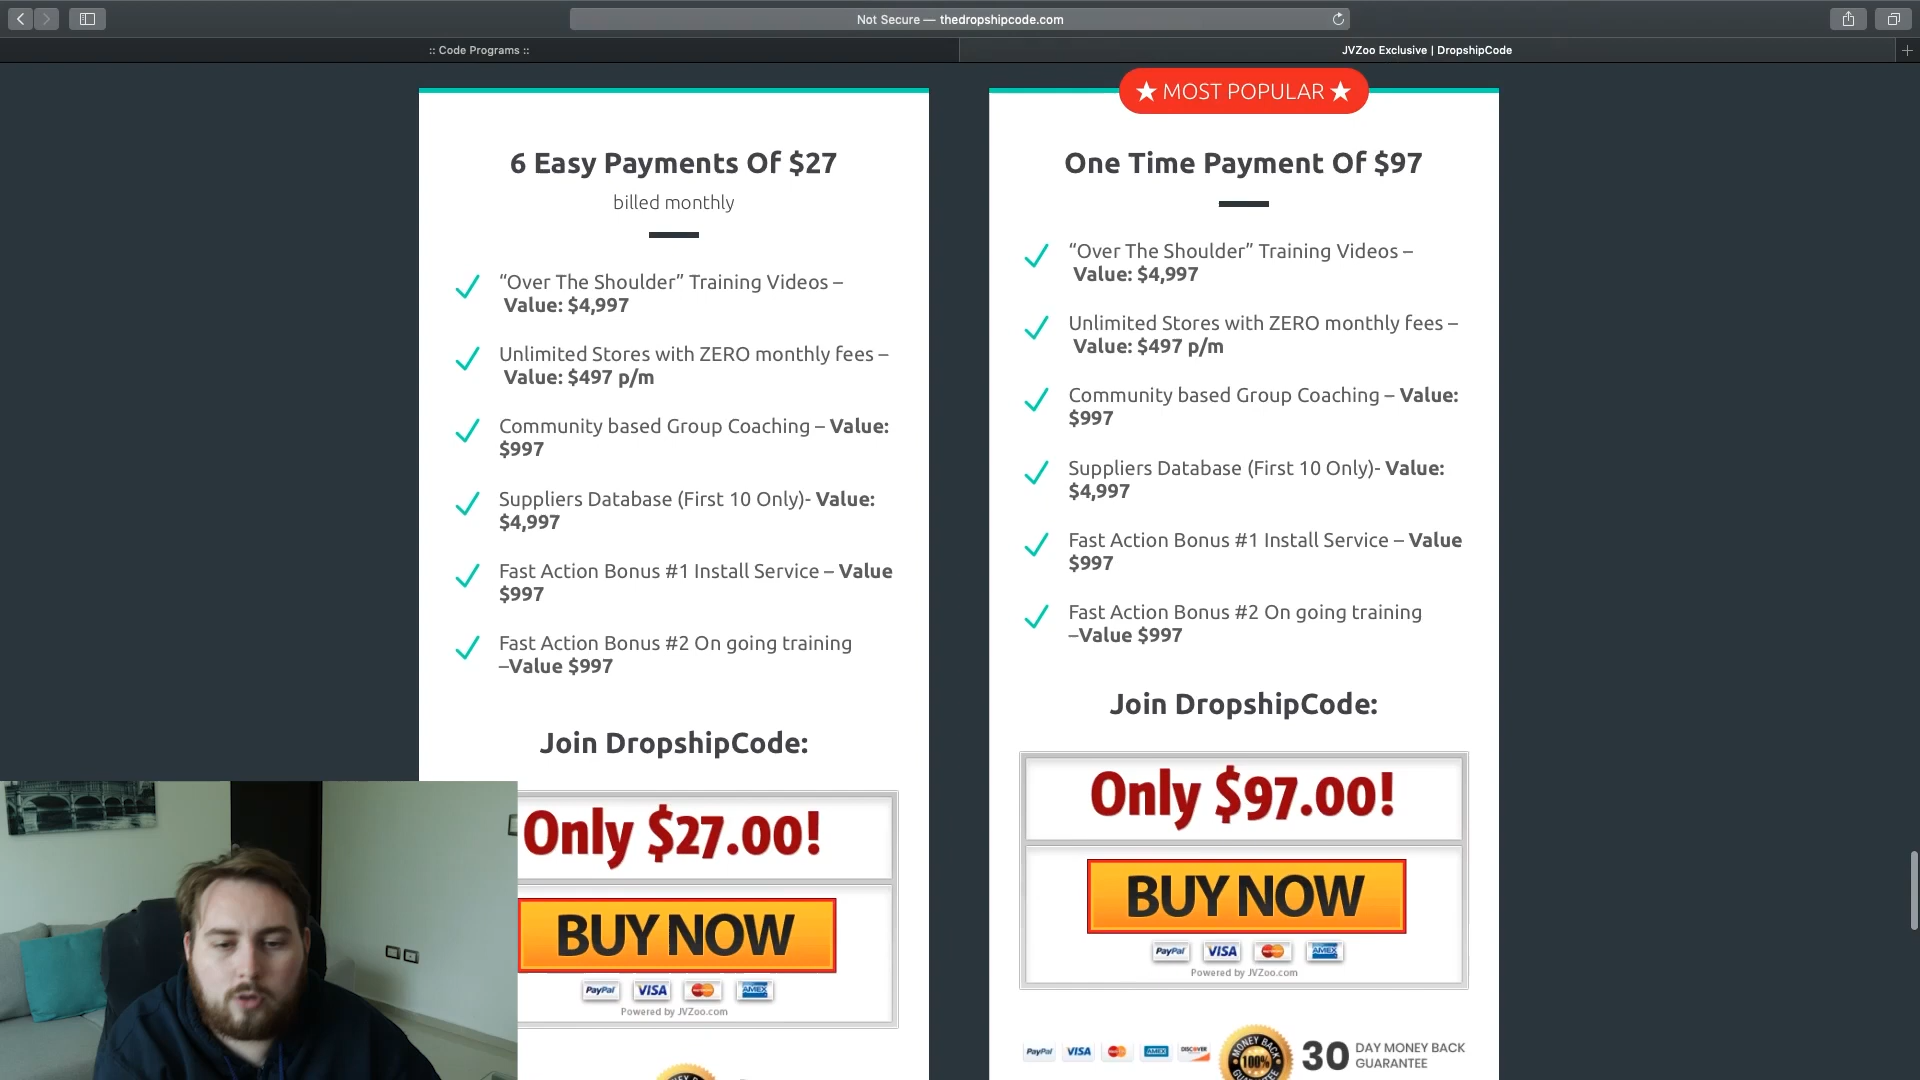 Not Secure — thedropshipcode.com
:: Code Programs ::
JVZoo Exclusive | DropshipCode
6 Easy Payments Of $27
billed monthly
“Over The Shoulder” Training Videos –
Value: $4,997
Unlimited Stores with ZERO monthly fees –
Value: $497 p/m
Community based Group Coaching – Value:
$997
Suppliers Database (First 10 Only)- Value:
$4,997
Fast Action Bonus #1 Install Service – Value
$997
Fast Action Bonus #2 On going training
–Value $997
Join DropshipCode:
Only $27.00!
BUY NOW
PayPal VISA MasterCard AMEX
Powered by JVZoo.com
★ MOST POPULAR ★
One Time Payment Of $97
“Over The Shoulder” Training Videos –
Value: $4,997
Unlimited Stores with ZERO monthly fees –
Value: $497 p/m
Community based Group Coaching – Value:
$997
Suppliers Database (First 10 Only)- Value:
$4,997
Fast Action Bonus #1 Install Service – Value
$997
Fast Action Bonus #2 On going training
–Value $997
Join DropshipCode:
Only $97.00!
BUY NOW
PayPal VISA MasterCard AMEX
Powered by JVZoo.com
PayPal VISA MasterCard AMEX DISCOVER
MONEY BACK
100%
30 DAY MONEY BACK
GUARANTEE